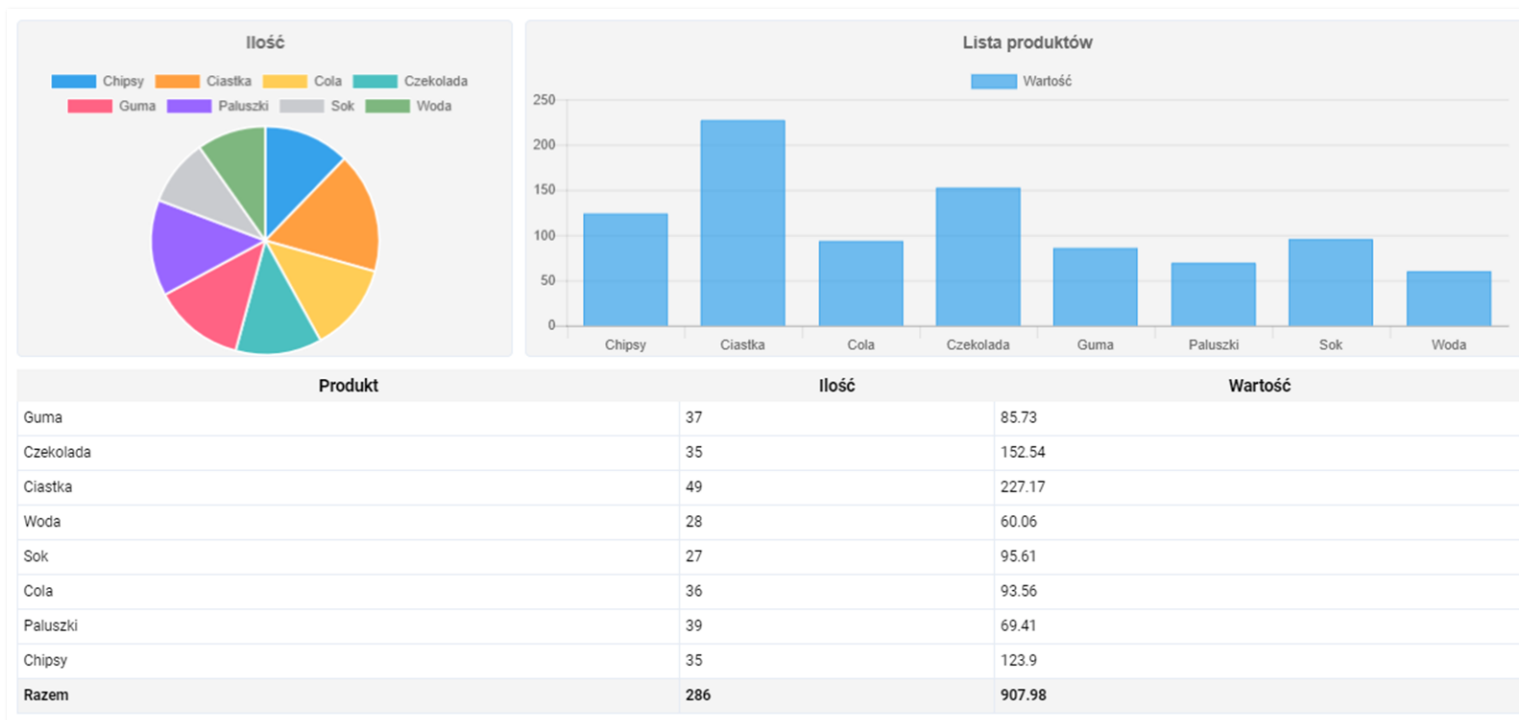 Ilość
Chipsy Ciastka Cola Czekolada
Guma Paluszki Sok Woda
Lista produktów
Wartość
250
200
150
100
50
0
Chipsy Ciastka Cola Czekolada Guma Paluszki Sok Woda
Produkt Ilość Wartość
Guma 37 85.73
Czekolada 35 152.54
Ciastka 49 227.17
Woda 28 60.06
Sok 27 95.61
Cola 36 93.56
Paluszki 39 69.41
Chipsy 35 123.9
Razem 286 907.98